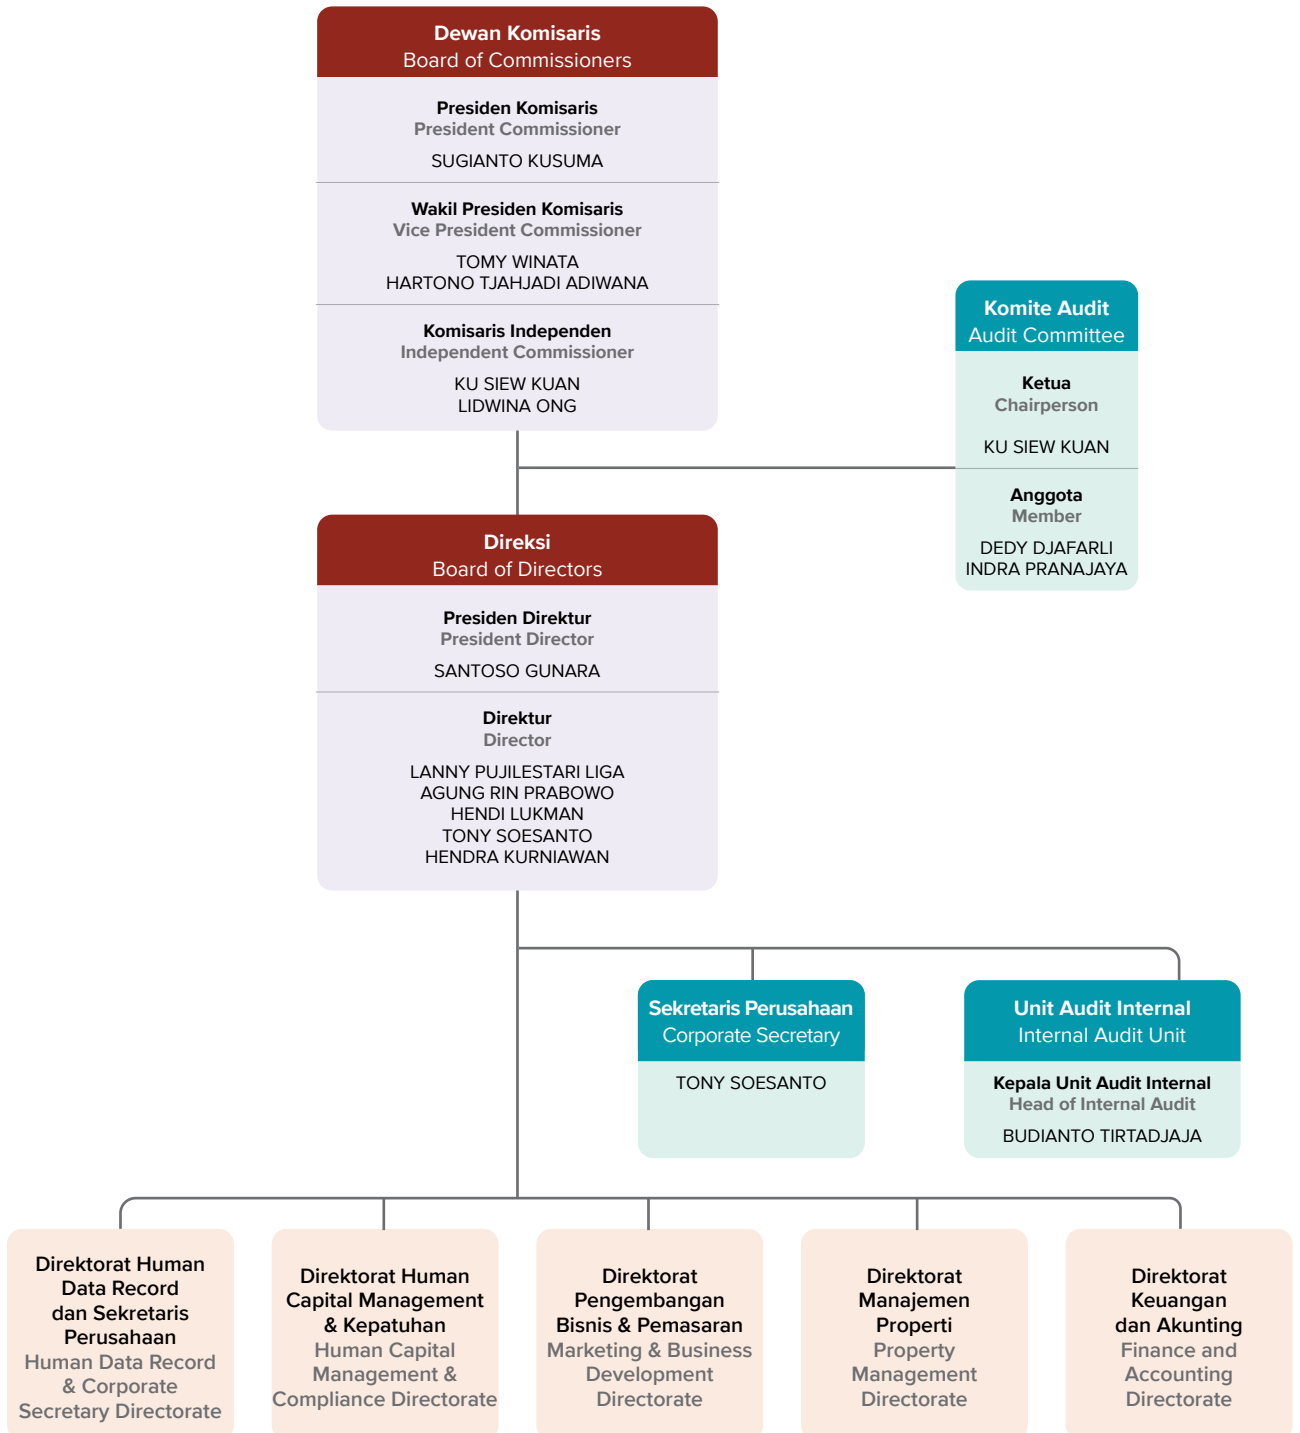 Dewan Komisaris
Board of Commissioners
Presiden Komisaris
President Commissioner
SUGIANTO KUSUMA
Wakil Presiden Komisaris
Vice President Commissioner
TOMY WINATA
HARTONO TJAHJADI ADIWANA
Komisaris Independen
Independent Commissioner
KU SIEW KUAN
LIDWINA ONG
Komite Audit
Audit Committee
Ketua
Chairperson
KU SIEW KUAN
Anggota
Member
DEDY DJAFARLI
INDRA PRANAJAYA
Direksi
Board of Directors
Presiden Direktur
President Director
SANTOSO GUNARA
Direktur
Director
LANNY PUJILESTARI LIGA
AGUNG RIN PRABOWO
HENDI LUKMAN
TONY SOESANTO
HENDRA KURNIAWAN
Sekretaris Perusahaan
Corporate Secretary
TONY SOESANTO
Unit Audit Internal
Internal Audit Unit
Kepala Unit Audit Internal
Head of Internal Audit
BUDIANTO TIRTADJAJA
Direktorat Human
Data Record
dan Sekretaris
Perusahaan
Human Data Record
& Corporate
Secretary Directorate
Direktorat Human
Capital Management
& Kepatuhan
Human Capital
Management &
Compliance Directorate
Direktorat
Pengembangan
Bisnis & Pemasaran
Marketing & Business
Development
Directorate
Direktorat
Manajemen
Properti
Property
Management
Directorate
Direktorat
Keuangan
dan Akunting
Finance and
Accounting
Directorate